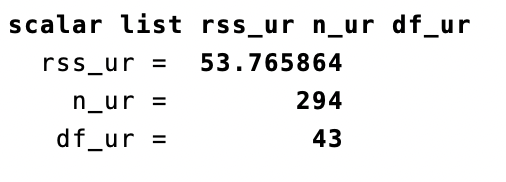 scalar list rss_ur n_ur df_ur
rss_ur = 53.765864
n_ur = 294
df_ur = 43